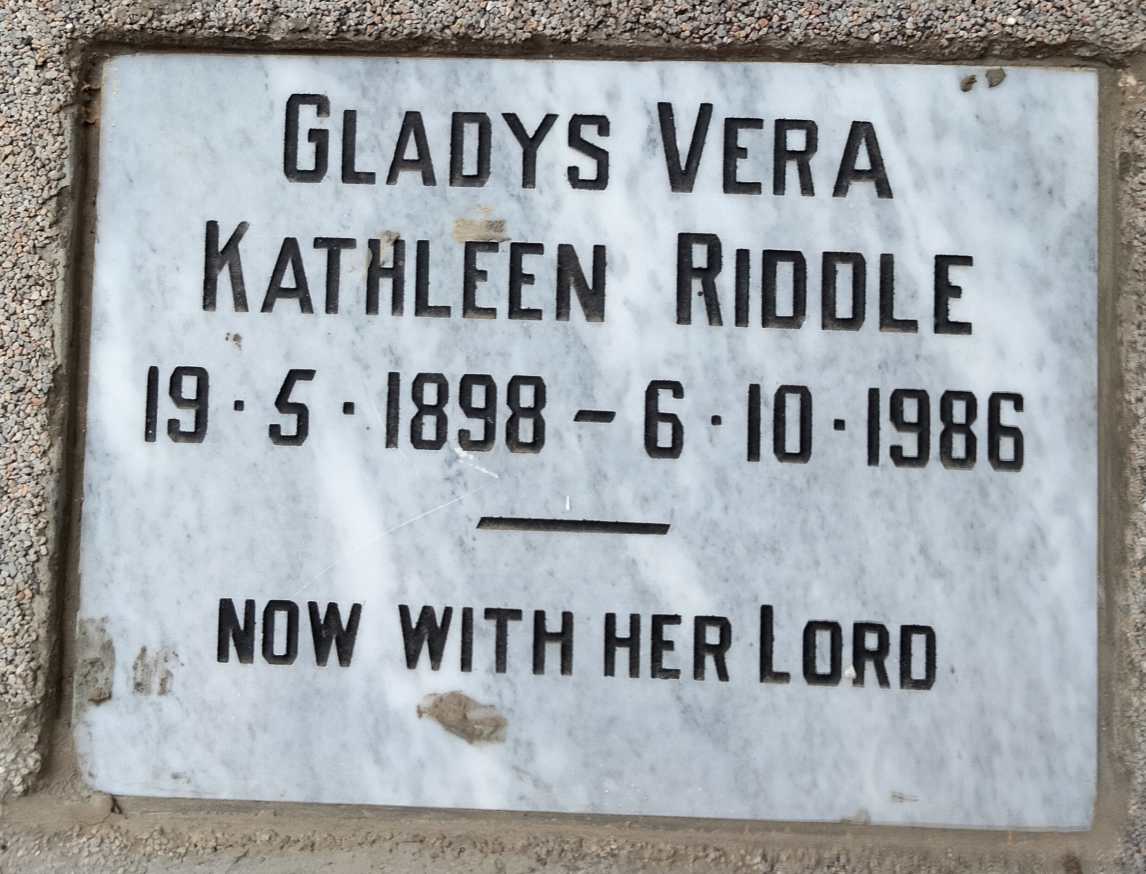 GLADYS VERA
KATHLEEN RIDDLE
19·5·1898–6·10·1986
NOW WITH HER LORD